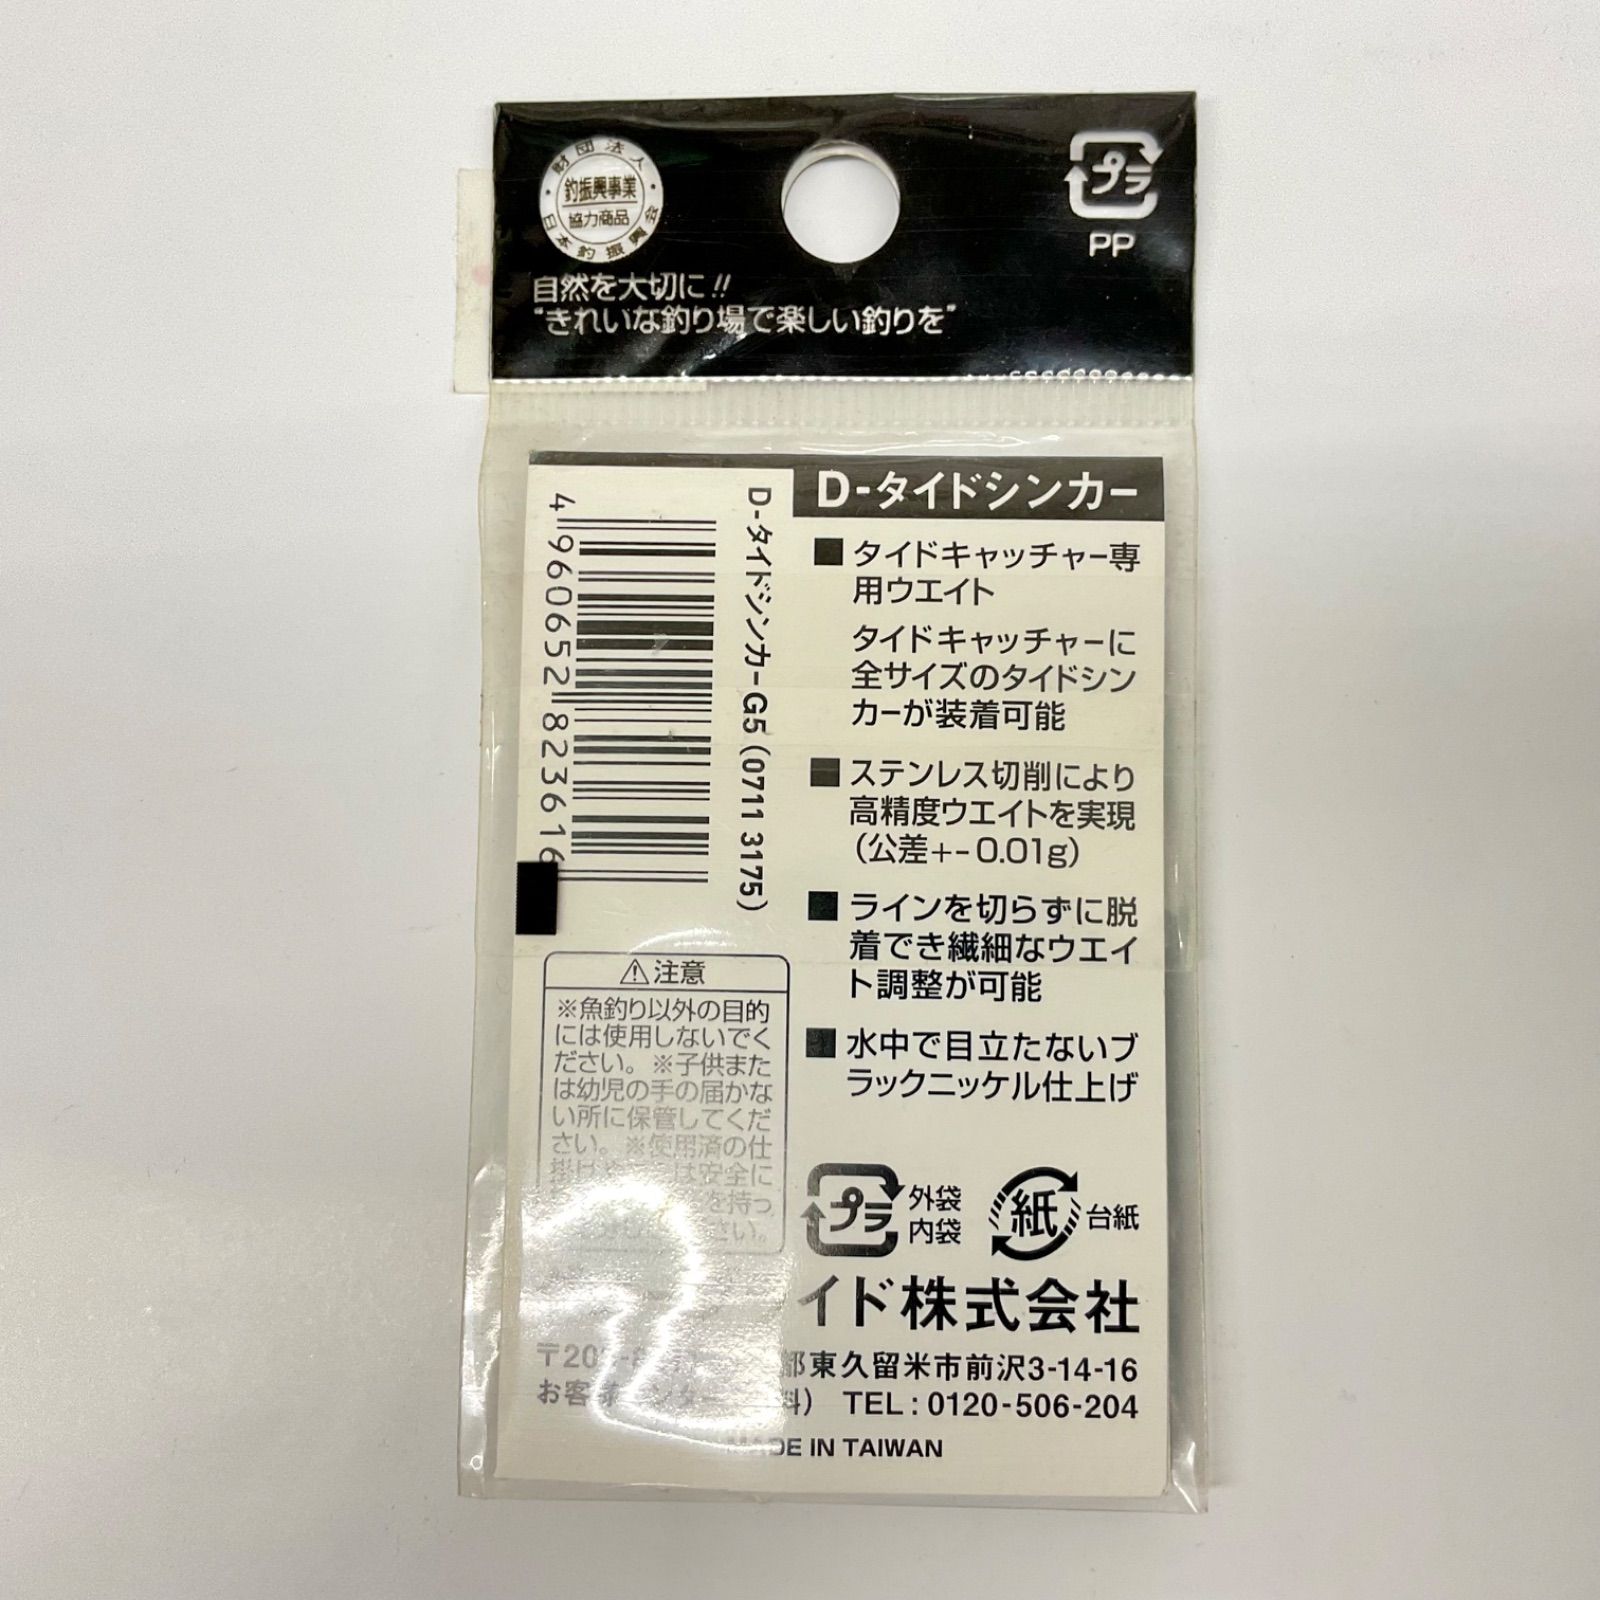 財団法人
釣振興事業
協力商品
日本釣振興会
プラ
PP
自然を大切に!!
"きれいな釣り場で楽しい釣りを"
D-タイドシンカー
■タイドキャッチャー専
用ウエイト
タイドキャッチャーに
全サイズのタイドシン
カーが装着可能
■ステンレス切削により
高精度ウエイトを実現
(公差+-0.01g)
■ラインを切らずに脱
着でき繊細なウエイ
ト調整が可能
■水中で目立たないブ
ラックニッケル仕上げ
D-タイドシンカーG5(0711 3175)
4 960652 823616
⚠注意
※魚釣り以外の目的
には使用しないでく
ださい。※子供また
は幼児の手の届かな
い所に保管してくだ
さい。※使用済の仕
は安全に
を持っ
さい。
プラ 外袋
内袋
紙 台紙
イド株式会社
都東久留米市前沢3-14-16
TEL:0120-506-204
MADE IN TAIWAN